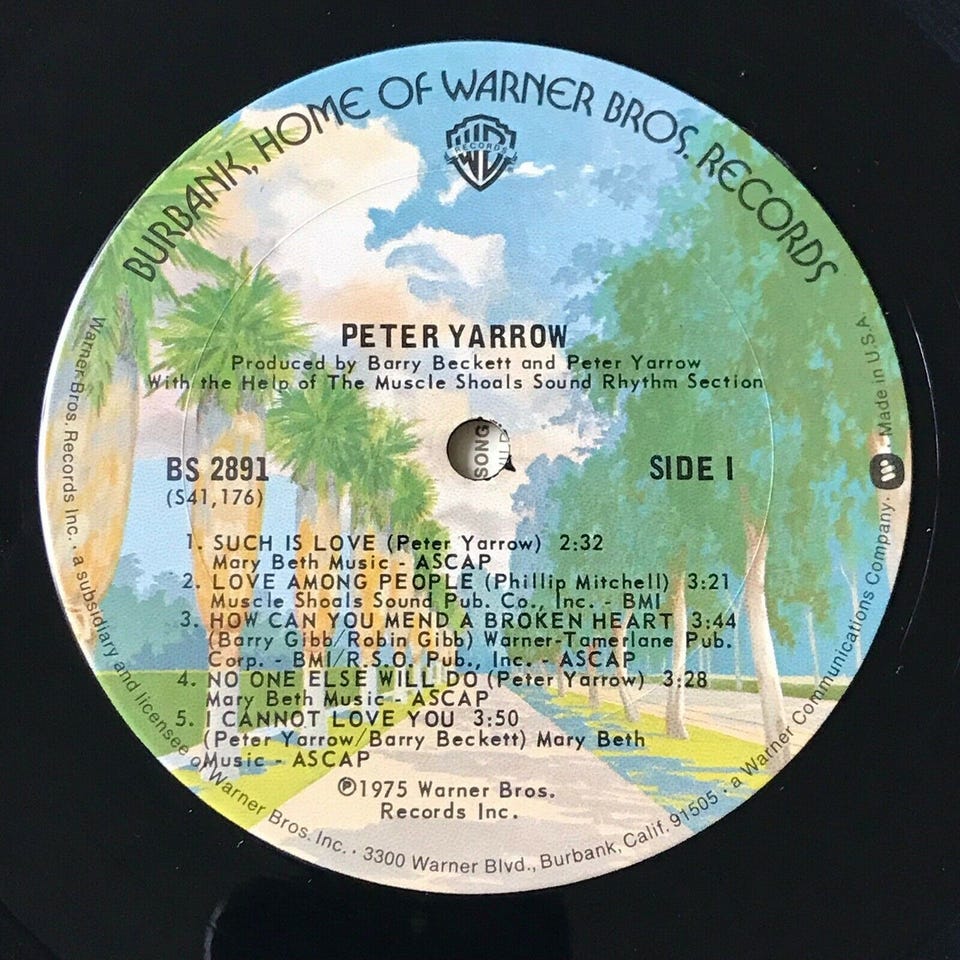 BURBANK, HOME OF WARNER BROS. RECORDS
WB
RECORDS
PETER YARROW
Produced by Barry Beckett and Peter Yarrow
With the Help of The Muscle Shoals Sound Rhythm Section
SONG
BS 2891
SIDE 1
(S41,176)
1. SUCH IS LOVE (Peter Yarrow) 2:32
Mary Beth Music - ASCAP
2. LOVE AMONG PEOPLE (Phillip Mitchell) 3:21
Muscle Shoals Sound Pub. Co., Inc. - BMI
3. HOW CAN YOU MEND A BROKEN HEART 3:44
(Barry Gibb/Robin Gibb) Warner-Tamerlane Pub.
Corp. - BMI/R.S.O. Pub., Inc. - ASCAP
4. NO ONE ELSE WILL DO (Peter Yarrow) 3:28
Mary Beth Music - ASCAP
5. I CANNOT LOVE YOU 3:50
(Peter Yarrow/Barry Beckett) Mary Beth
Music - ASCAP
℗1975 Warner Bros.
Records Inc.
Warner Bros. Records Inc. · a subsidiary and licensee of Warner Bros. Inc. · 3300 Warner Blvd., Burbank, Calif. 91505 · a Warner Communications Company. · Made in U.S.A.